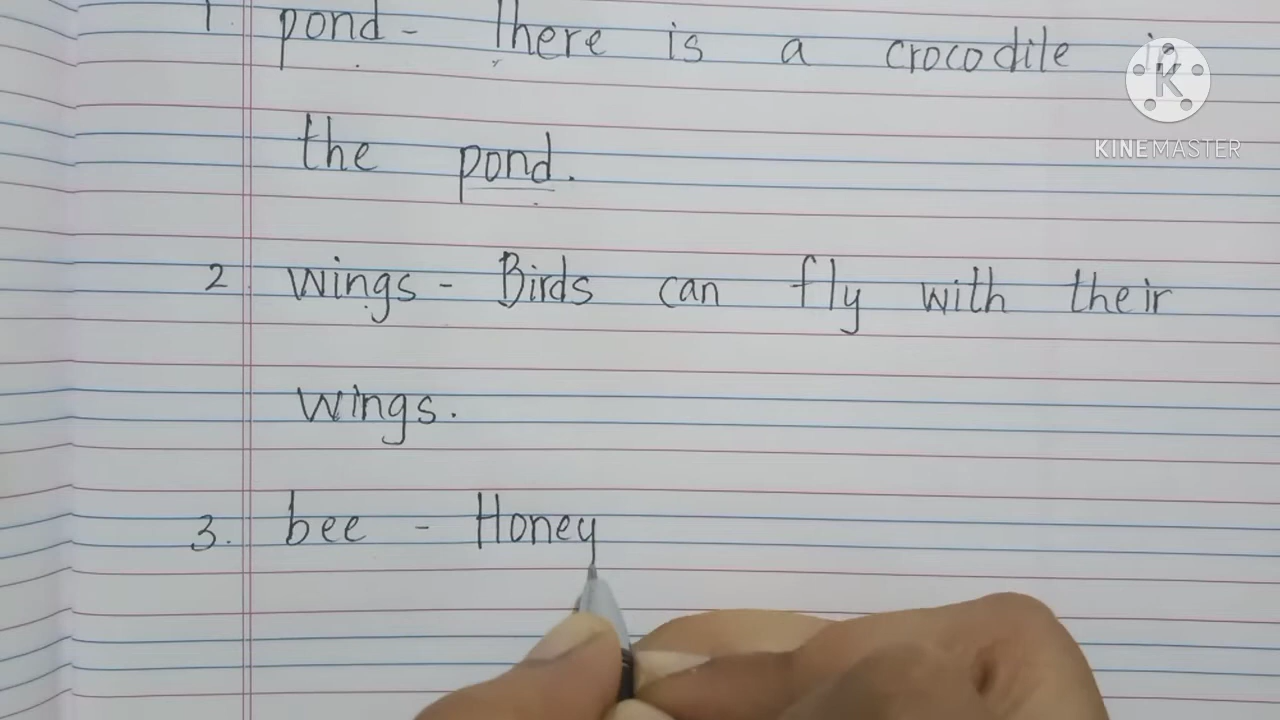 1. pond - There is a crocodile in
the pond.
2. wings - Birds can fly with their
wings.
3. bee - Honey
KINEMASTER